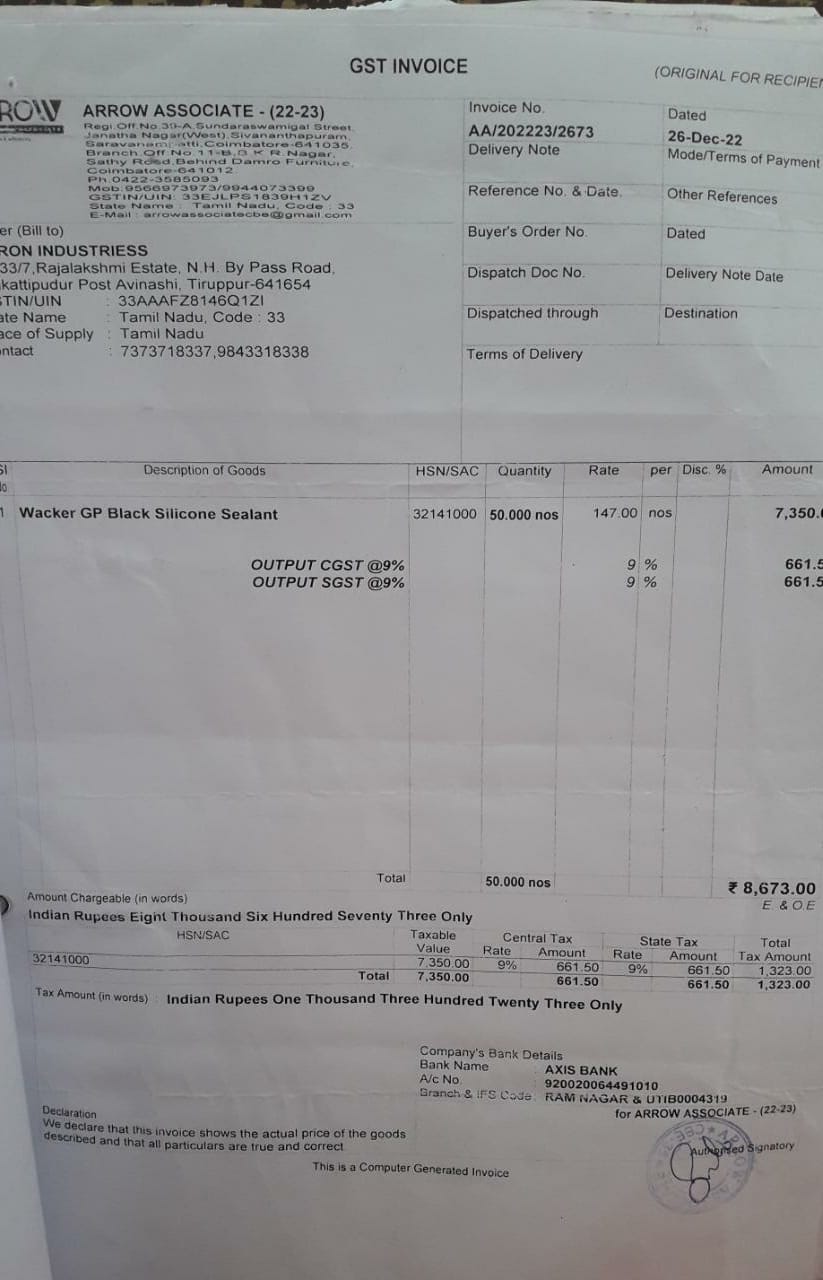 GST INVOICE
(ORIGINAL FOR RECIPIEN
ROW
ARROW ASSOCIATE - (22-23)
Regi.Off.No.39-A,Sundaraswamigal Street,
Janatha Nagar(West),Sivananthapuram,
Coimbatore-641035.
Branch.Off.No.11-B,G.K.R.Nagar,
Sathy Road,Behind Damro Furniture,
Coimbatore-641012.
Ph.0422-3585093
Mob:9566973973/9944073399
GSTIN/UIN: 33EJLPS1839H1ZV
State Name : Tamil Nadu, Code : 33
E-Mail : arrowassociatecbe@gmail.com
Invoice No.
AA/202223/2673
Dated
26-Dec-22
Delivery Note
Mode/Terms of Payment
Reference No. & Date.
Other References
Buyer's Order No.
Dated
Dispatch Doc No.
Delivery Note Date
Dispatched through
Destination
Terms of Delivery
er (Bill to)
RON INDUSTRIESS
33/7,Rajalakshmi Estate, N.H. By Pass Road,
kattipudur Post Avinashi, Tiruppur-641654
STIN/UIN : 33AAAFZ8146Q1ZI
ate Name : Tamil Nadu, Code : 33
ace of Supply : Tamil Nadu
ontact : 7373718337,9843318338
Sl Description of Goods HSN/SAC Quantity Rate per Disc. % Amount
No
1 Wacker GP Black Silicone Sealant 32141000 50.000 nos 147.00 nos 7,350.
OUTPUT CGST @9% 9 % 661.5
OUTPUT SGST @9% 9 % 661.5
Total 50.000 nos ₹ 8,673.00
Amount Chargeable (in words) E. & O.E
Indian Rupees Eight Thousand Six Hundred Seventy Three Only
HSN/SAC Taxable Central Tax State Tax Total
Value Rate Amount Rate Amount Tax Amount
32141000 7,350.00 9% 661.50 9% 661.50 1,323.00
Total 7,350.00 661.50 661.50 1,323.00
Tax Amount (in words) : Indian Rupees One Thousand Three Hundred Twenty Three Only
Company's Bank Details
Bank Name : AXIS BANK
A/c No. : 920020064491010
Branch & IFS Code: RAM NAGAR & UTIB0004319
for ARROW ASSOCIATE - (22-23)
Declaration
We declare that this invoice shows the actual price of the goods
described and that all particulars are true and correct.
Authorised Signatory
This is a Computer Generated Invoice